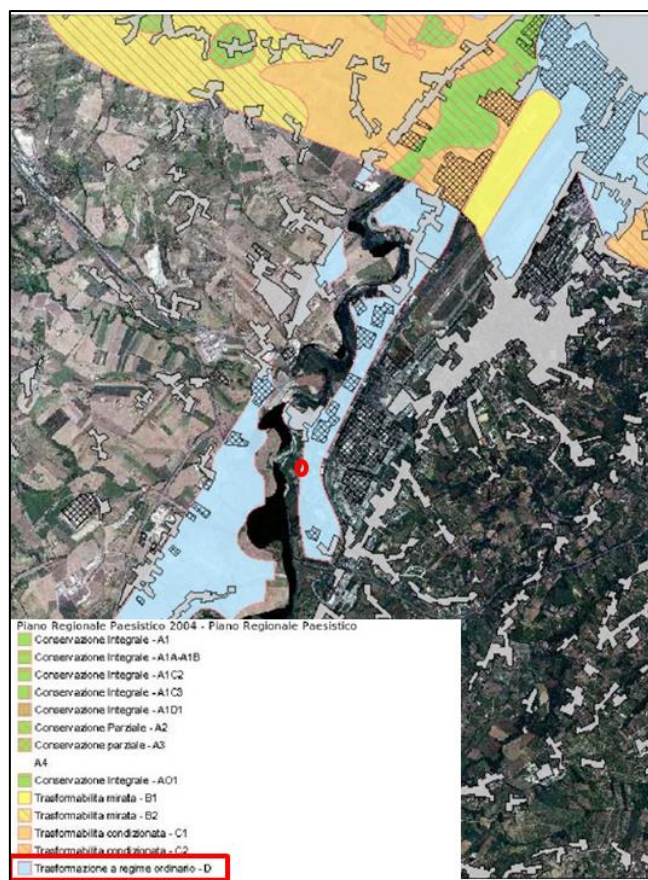 Piano Regionale Paesistico 2004 - Piano Regionale Paesistico
Conservazione Integrale - A1
Conservazione Integrale - A1A-A1B
Conservazione Integrale - A1C2
Conservazione Integrale - A1C3
Conservazione Integrale - A1D1
Conservazione Parziale - A2
Conservazione parziale - A3
A4
Conservazione Integrale - AO1
Trasformabilita mirata - B1
Trasformabilita mirata - B2
Trasformabilita condizionata - C1
Trasformabilita condizionata - C2
Trasformazione a regime ordinario - D